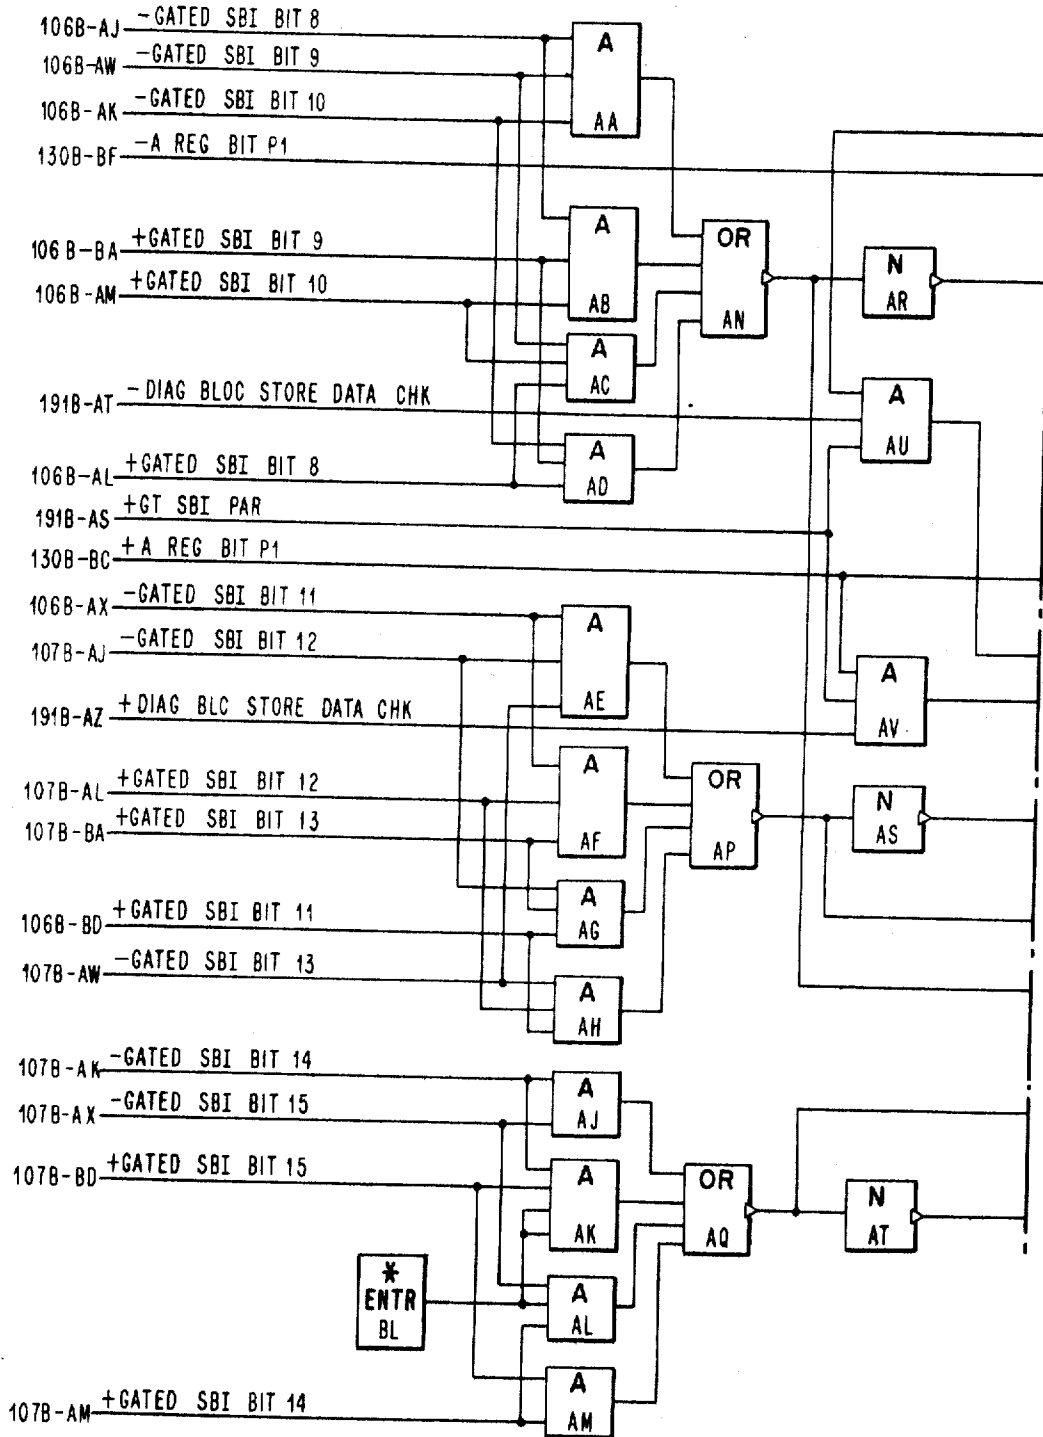 106B-AJ -GATED SBI BIT 8
106B-AW -GATED SBI BIT 9
106B-AK -GATED SBI BIT 10
130B-BF -A REG BIT P1
106B-BA +GATED SBI BIT 9
106B-AM +GATED SBI BIT 10
191B-AT -DIAG BLOC STORE DATA CHK
106B-AL +GATED SBI BIT 8
191B-AS +GT SBI PAR
130B-BC +A REG BIT P1
106B-AX -GATED SBI BIT 11
107B-AJ -GATED SBI BIT 12
191B-AZ +DIAG BLC STORE DATA CHK
107B-AL +GATED SBI BIT 12
107B-BA +GATED SBI BIT 13
106B-BD +GATED SBI BIT 11
107B-AW -GATED SBI BIT 13
107B-AK -GATED SBI BIT 14
107B-AX -GATED SBI BIT 15
107B-BD +GATED SBI BIT 15
107B-AM +GATED SBI BIT 14
A
AA
A
AB
A
AC
A
AD
OR
AN
N
AR
A
AU
A
AE
A
AF
A
AG
A
AH
OR
AP
A
AV
N
AS
A
AJ
A
AK
*
ENTR
BL
A
AL
A
AM
OR
AQ
N
AT